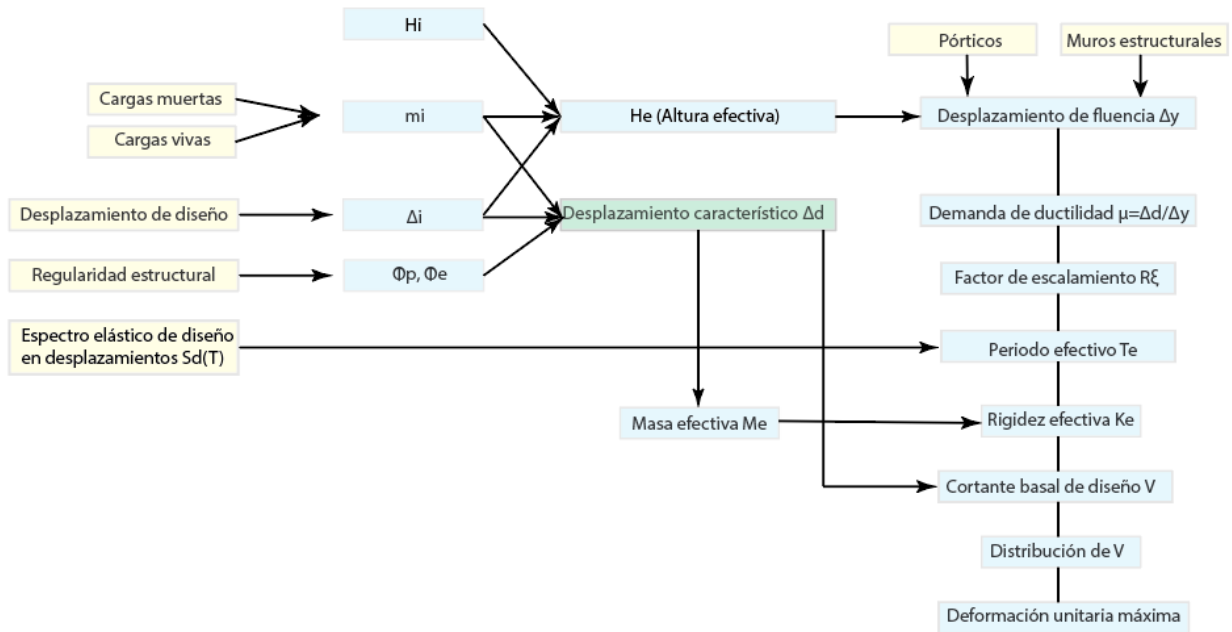 Hi
Pórticos
Muros estructurales
Cargas muertas
Cargas vivas
mi
He (Altura efectiva)
Desplazamiento de fluencia Δy
Desplazamiento de diseño
Δi
Desplazamiento característico Δd
Demanda de ductilidad μ=Δd/Δy
Regularidad estructural
Φp, Φe
Factor de escalamiento Rξ
Espectro elástico de diseño
en desplazamientos Sd(T)
Periodo efectivo Te
Masa efectiva Me
Rigidez efectiva Ke
Cortante basal de diseño V
Distribución de V
Deformación unitaria máxima